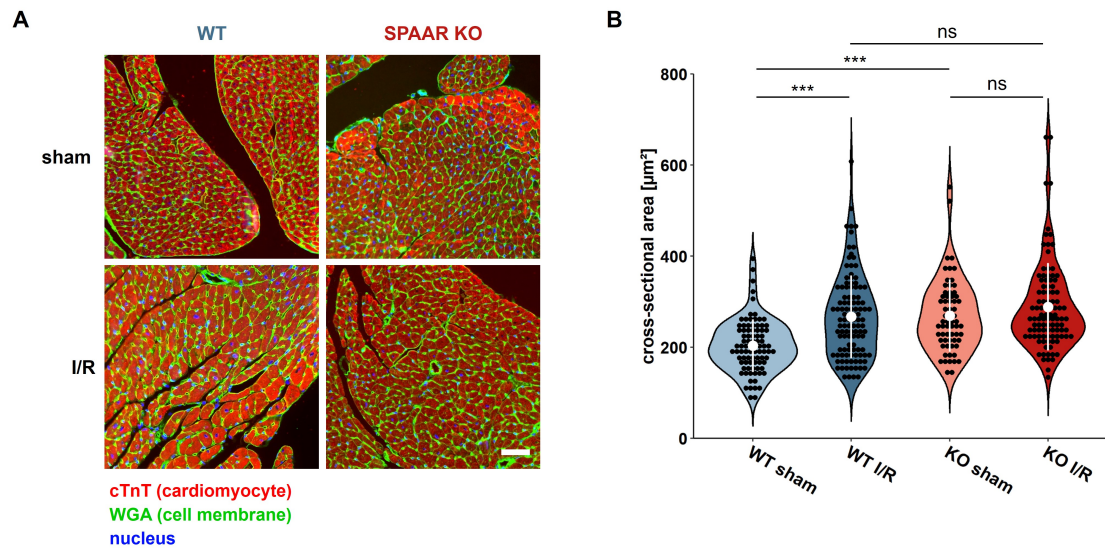 A
WT
SPAAR KO
sham
I/R
cTnT (cardiomyocyte)
WGA (cell membrane)
nucleus
B
ns
***
***
ns
cross-sectional area [µm²]
800
600
400
200
0
WT sham
WT I/R
KO sham
KO I/R